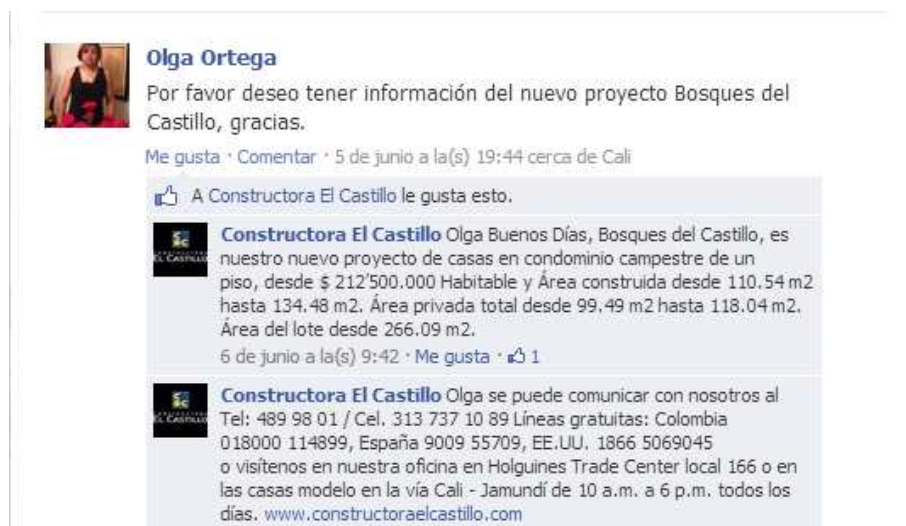 Olga Ortega
Por favor deseo tener información del nuevo proyecto Bosques del
Castillo, gracias.
Me gusta · Comentar · 5 de junio a la(s) 19:44 cerca de Cali
A Constructora El Castillo le gusta esto.
EL CASTILLO
Constructora El Castillo Olga Buenos Días, Bosques del Castillo, es
nuestro nuevo proyecto de casas en condominio campestre de un
piso, desde $ 212'500.000 Habitable y Área construida desde 110.54 m2
hasta 134.48 m2. Área privada total desde 99.49 m2 hasta 118.04 m2.
Área del lote desde 266.09 m2.
6 de junio a la(s) 9:42 · Me gusta · 1
EL CASTILLO
Constructora El Castillo Olga se puede comunicar con nosotros al
Tel: 489 98 01 / Cel. 313 737 10 89 Líneas gratuitas: Colombia
018000 114899, España 9009 55709, EE.UU. 1866 5069045
o visítenos en nuestra oficina en Holguines Trade Center local 166 o en
las casas modelo en la vía Cali - Jamundí de 10 a.m. a 6 p.m. todos los
días. www.constructoraelcastillo.com